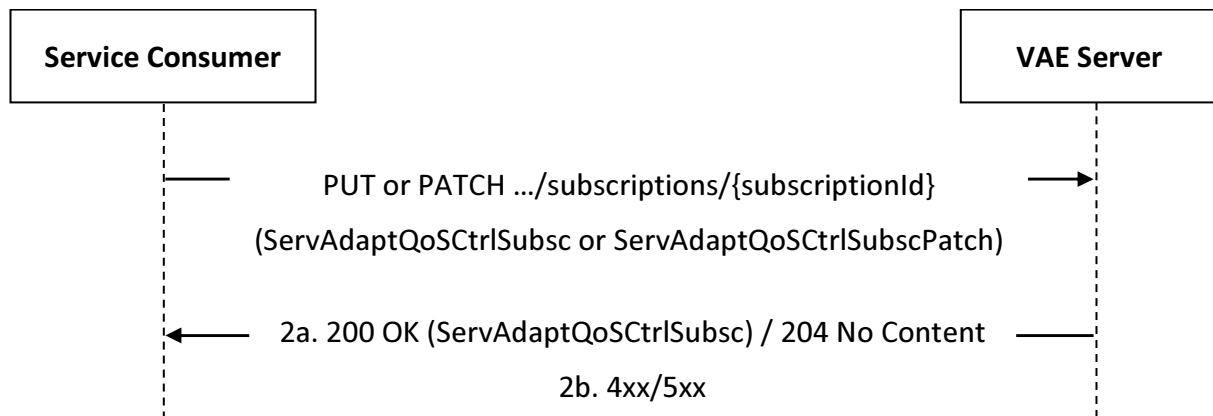 Service Consumer
VAE Server
PUT or PATCH …/subscriptions/{subscriptionId}
(ServAdaptQoSCtrlSubsc or ServAdaptQoSCtrlSubscPatch)
2a. 200 OK (ServAdaptQoSCtrlSubsc) / 204 No Content
2b. 4xx/5xx